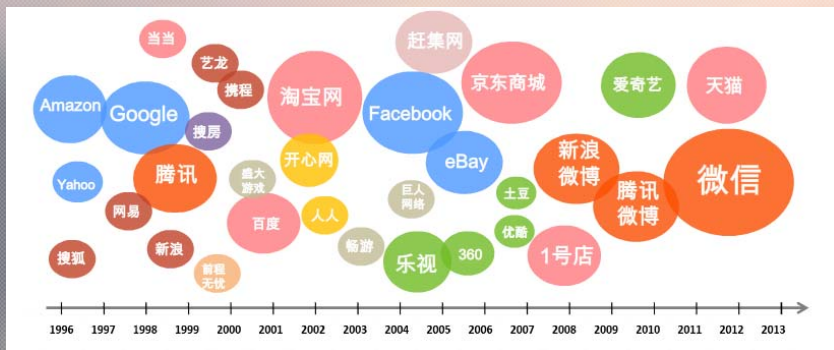 当当
赶集网
艺龙
携程
淘宝网
京东商城
爱奇艺
天猫
Amazon
Google
搜房
Facebook
开心网
eBay
新浪
微博
微信
Yahoo
腾讯
盛大
游戏
巨人
网络
土豆
腾讯
微博
网易
百度
人人
优酷
搜狐
新浪
前程
无忧
畅游
乐视
360
1号店
1996
1997
1998
1999
2000
2001
2002
2003
2004
2005
2006
2007
2008
2009
2010
2011
2012
2013